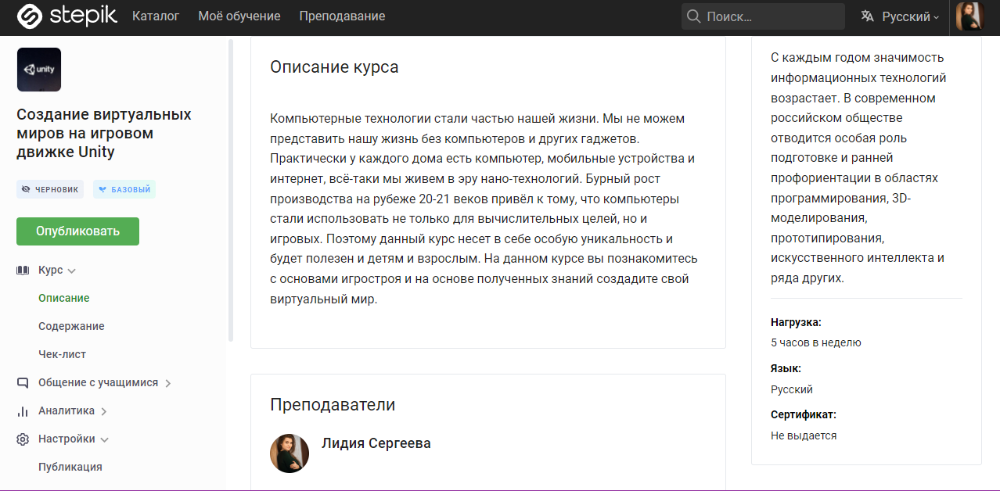 stepik
Каталог
Моё обучение
Преподавание
Поиск...
Русский
unity
Создание виртуальных
миров на игровом
движке Unity
ЧЕРНОВИК
БАЗОВЫЙ
Опубликовать
Курс
Описание
Содержание
Чек-лист
Общение с учащимися
Аналитика
Настройки
Публикация
Описание курса
Компьютерные технологии стали частью нашей жизни. Мы не можем
представить нашу жизнь без компьютеров и других гаджетов.
Практически у каждого дома есть компьютер, мобильные устройства и
интернет, всё-таки мы живем в эру нано-технологий. Бурный рост
производства на рубеже 20-21 веков привёл к тому, что компьютеры
стали использовать не только для вычислительных целей, но и
игровых. Поэтому данный курс несет в себе особую уникальность и
будет полезен и детям и взрослым. На данном курсе вы познакомитесь
с основами игростроя и на основе полученных знаний создадите свой
виртуальный мир.
Преподаватели
Лидия Сергеева
С каждым годом значимость
информационных технологий
возрастает. В современном
российском обществе
отводится особая роль
подготовке и ранней
профориентации в областях
программирования, 3D-
моделирования,
прототипирования,
искусственного интеллекта и
ряда других.
Нагрузка:
5 часов в неделю
Язык:
Русский
Сертификат:
Не выдается